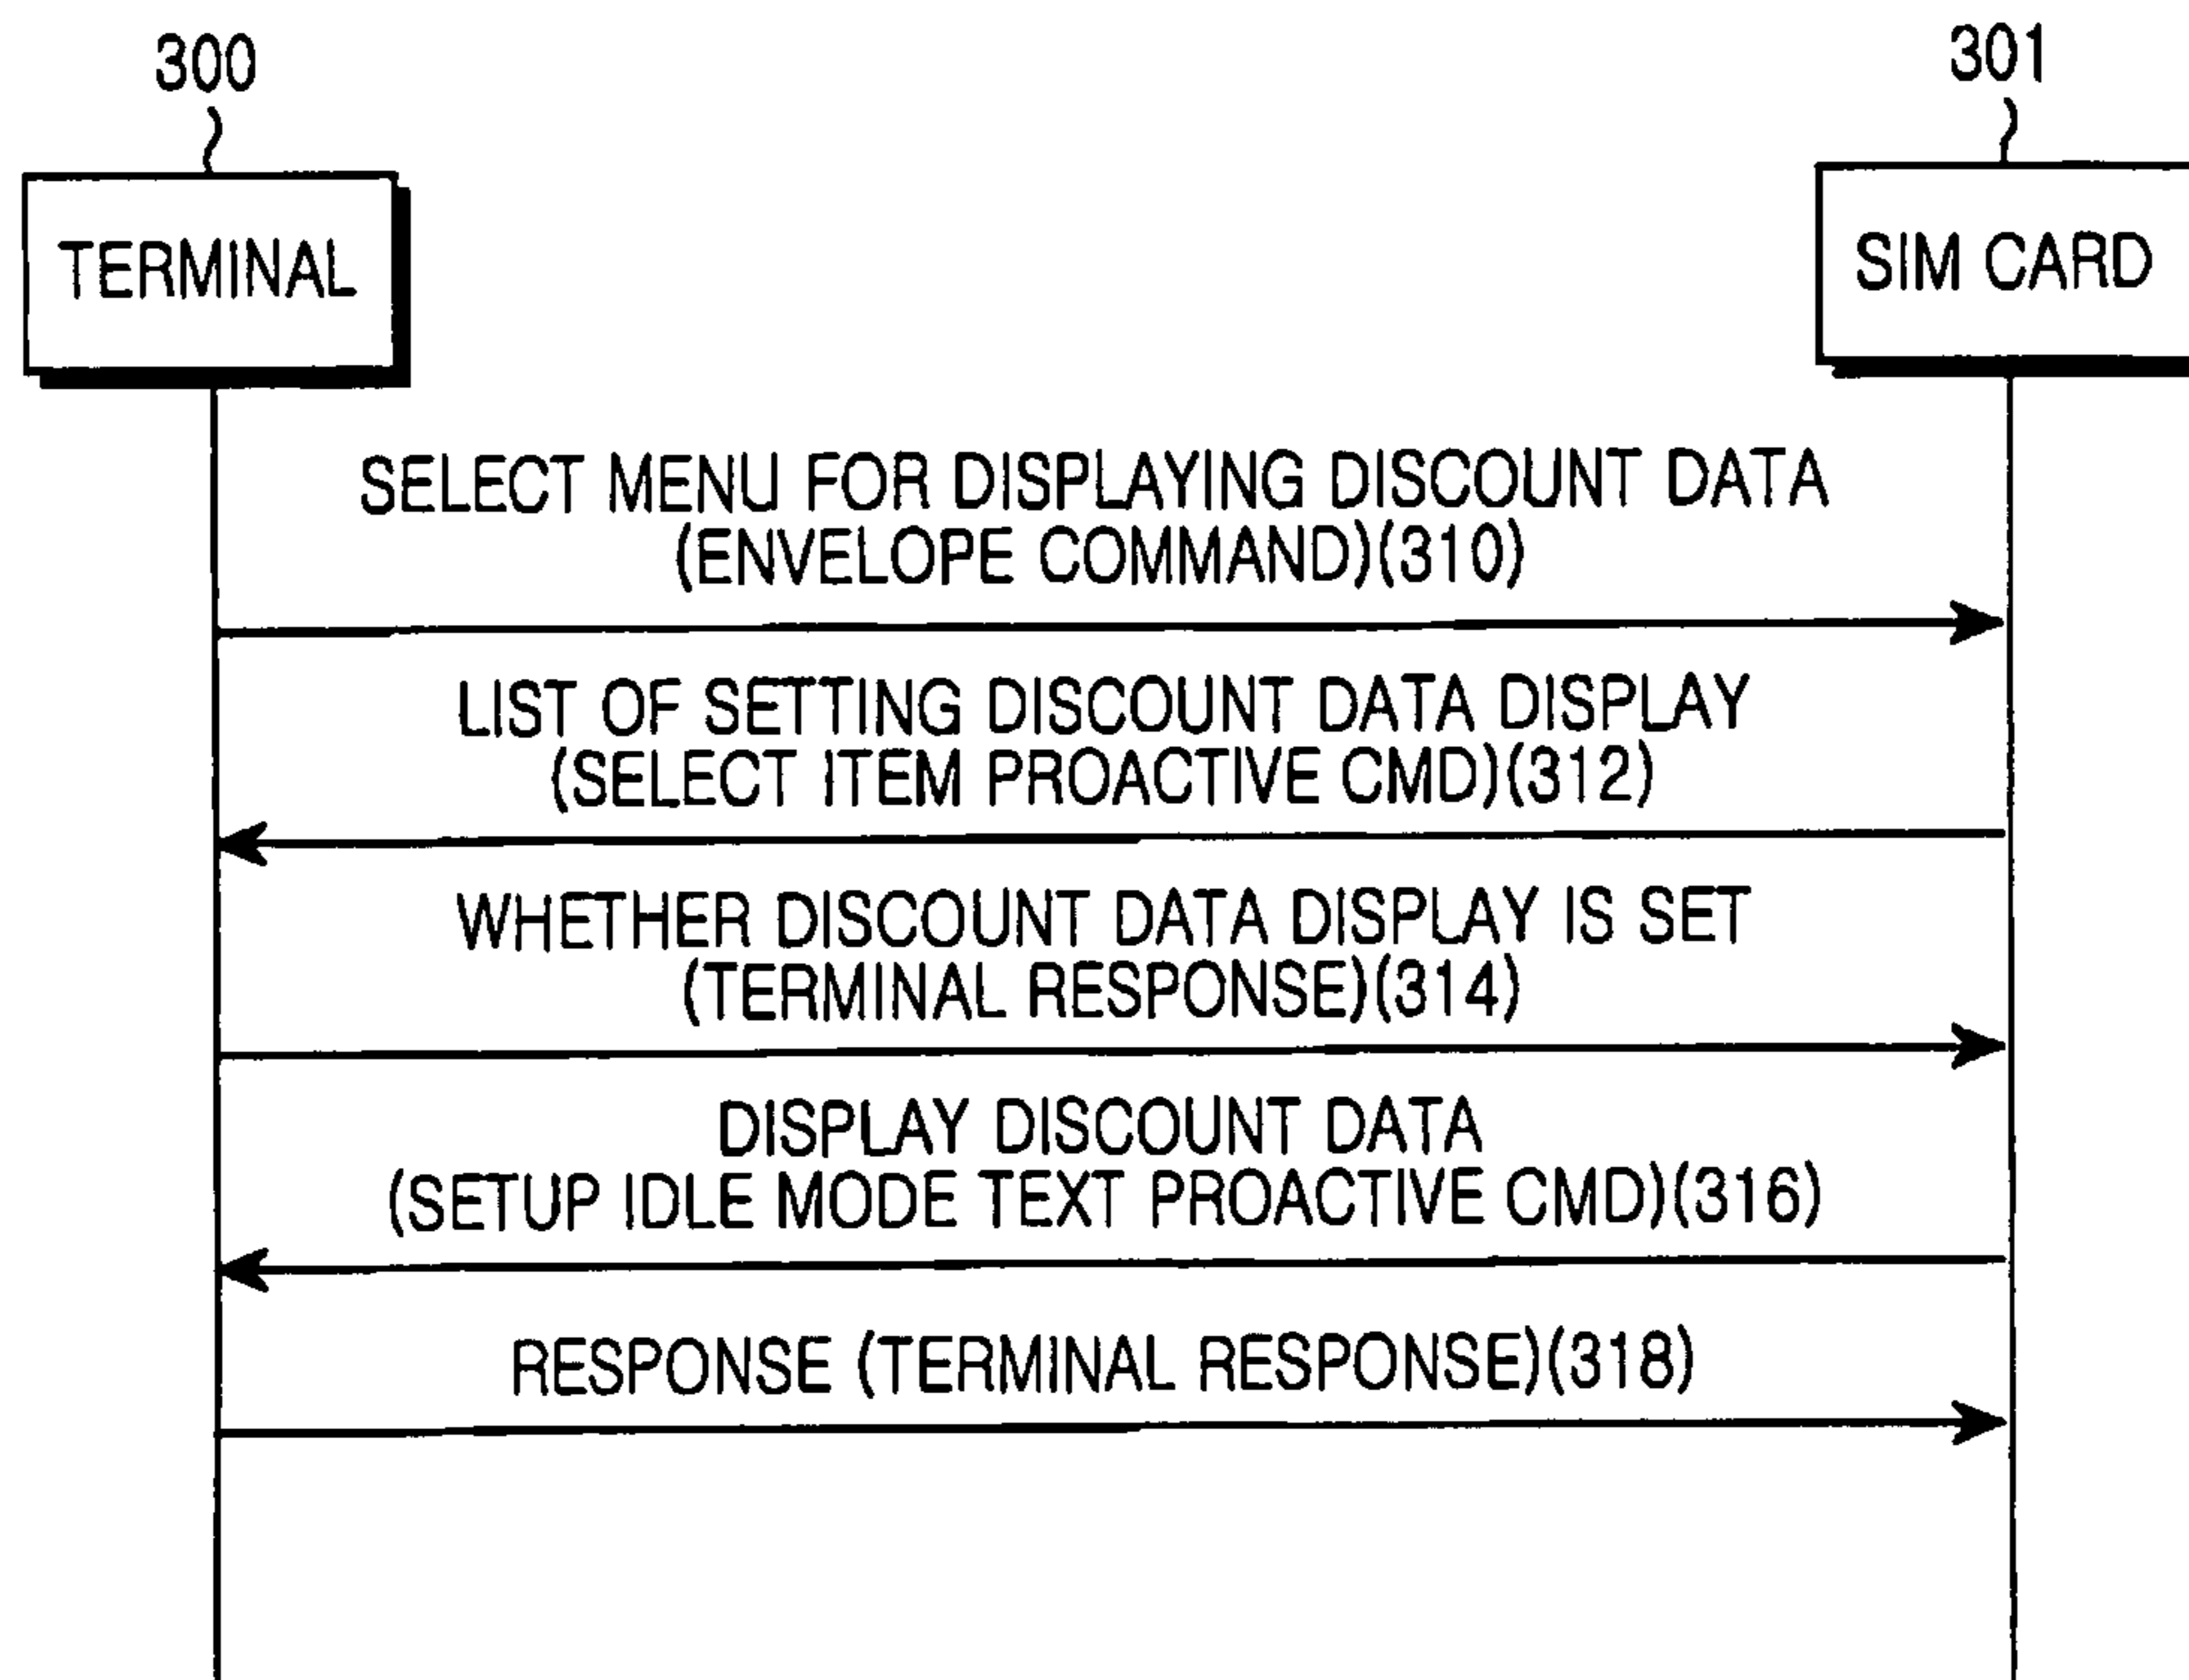 300
301
TERMINAL
SIM CARD
SELECT MENU FOR DISPLAYING DISCOUNT DATA
(ENVELOPE COMMAND)(310)
LIST OF SETTING DISCOUNT DATA DISPLAY
(SELECT ITEM PROACTIVE CMD)(312)
WHETHER DISCOUNT DATA DISPLAY IS SET
(TERMINAL RESPONSE)(314)
DISPLAY DISCOUNT DATA
(SETUP IDLE MODE TEXT PROACTIVE CMD)(316)
RESPONSE (TERMINAL RESPONSE)(318)